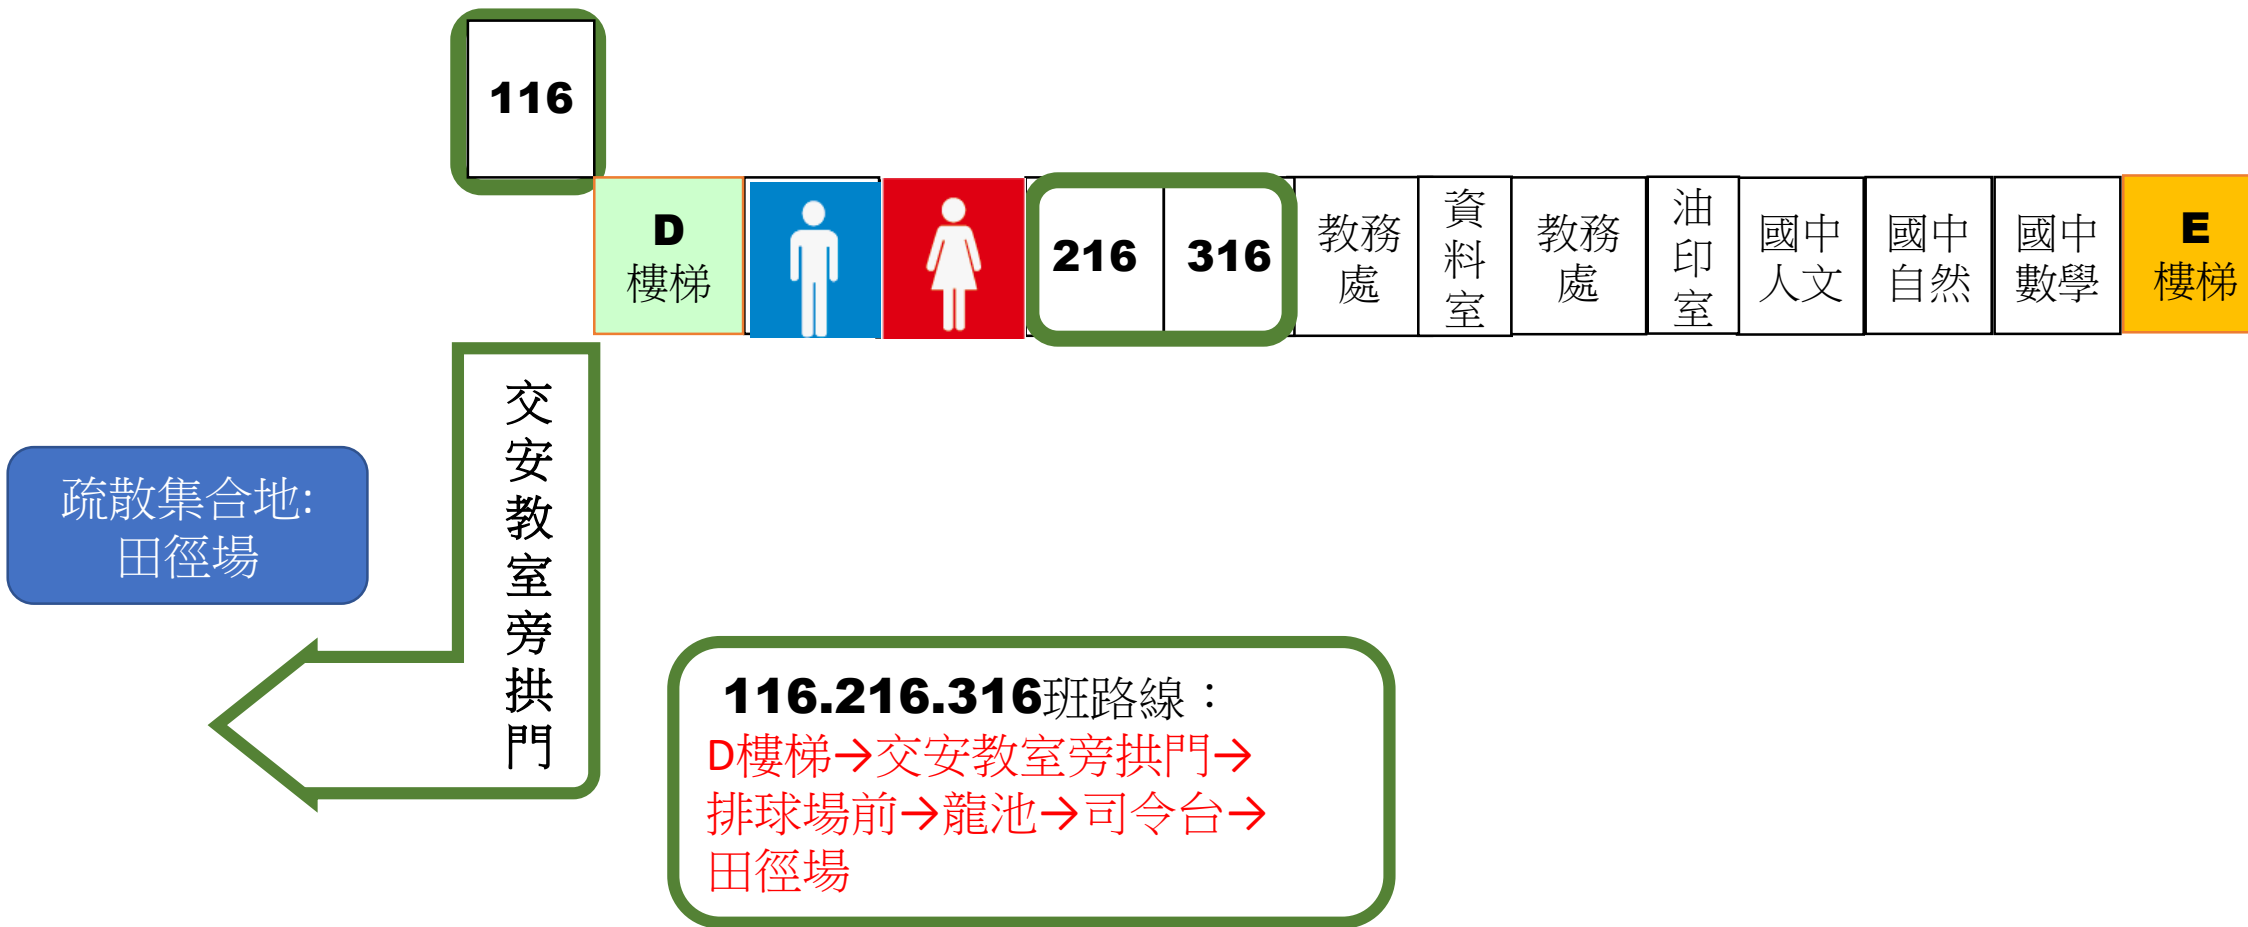 116
D
樓梯
216
316
教務
處
資
料
室
教務
處
油
印
室
國中
人文
國中
自然
國中
數學
E
樓梯
交
安
教
室
旁
拱
門
疏散集合地:
田徑場
116.216.316班路線：
D樓梯→交安教室旁拱門→
排球場前→龍池→司令台→
田徑場